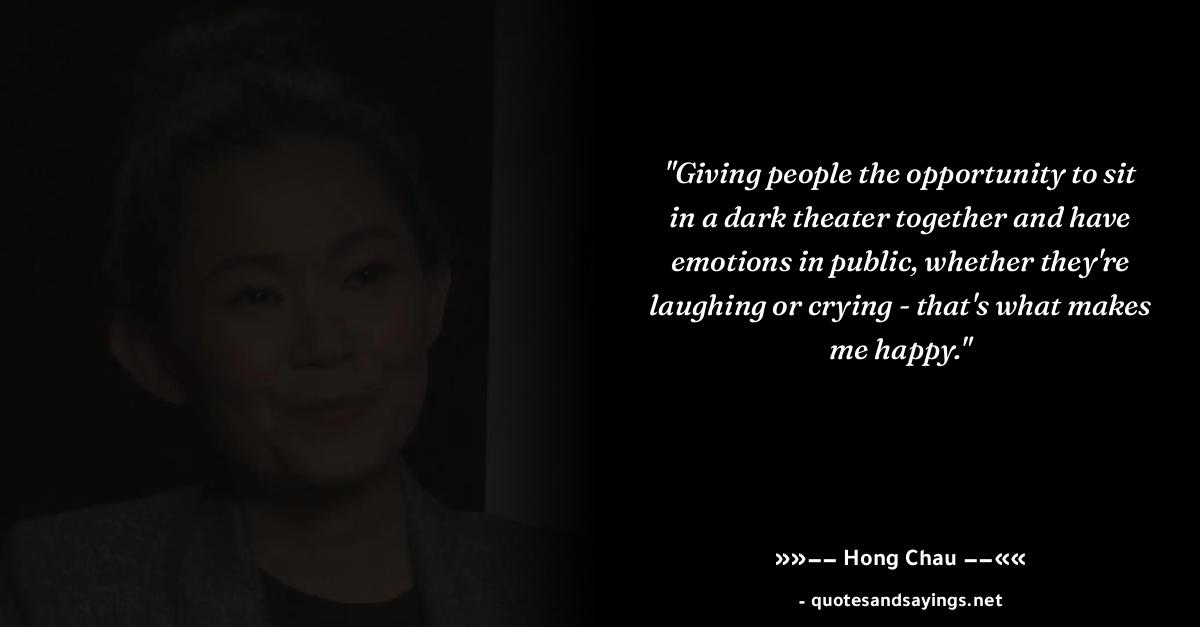 "Giving people the opportunity to sit
in a dark theater together and have
emotions in public, whether they're
laughing or crying - that's what makes
me happy."
»»−− Hong Chau −−««
- quotesandsayings.net